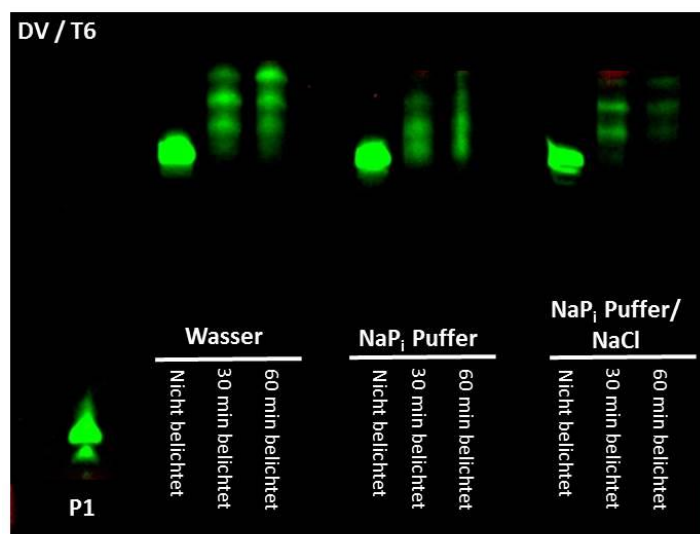 DV / T6
Wasser
NaPi Puffer
NaPi Puffer/
NaCl
Nicht belichtet
30 min belichtet
60 min belichtet
Nicht belichtet
30 min belichtet
60 min belichtet
Nicht belichtet
30 min belichtet
60 min belichtet
P1